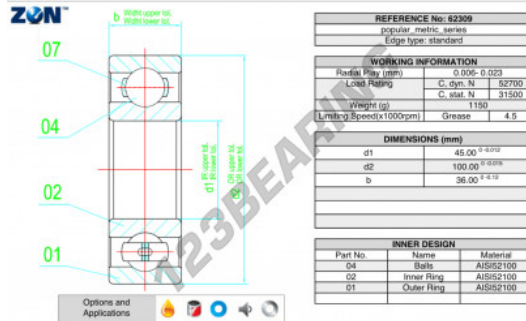 ZEN
b
Width upper tol.
Width lower tol.
07
04
02
01
d1
IR upper tol.
IR lower tol.
d2
OR upper tol.
OR lower tol.
123BEARING
Options and
Applications
REFERENCE No: 62309
popular_metric_series
Edge type: standard
WORKING INFORMATION
Radial Play (mm) 0.006- 0.023
Load Rating C, dyn. N 52700
C, stat. N 31500
Weight (g) 1150
Limiting Speed(x1000rpm) Grease 4.5
DIMENSIONS (mm)
d1 45.00 0 -0.012
d2 100.00 0 -0.015
b 36.00 0 -0.12
INNER DESIGN
Part No. Name Material
04 Balls AISI52100
02 Inner Ring AISI52100
01 Outer Ring AISI52100